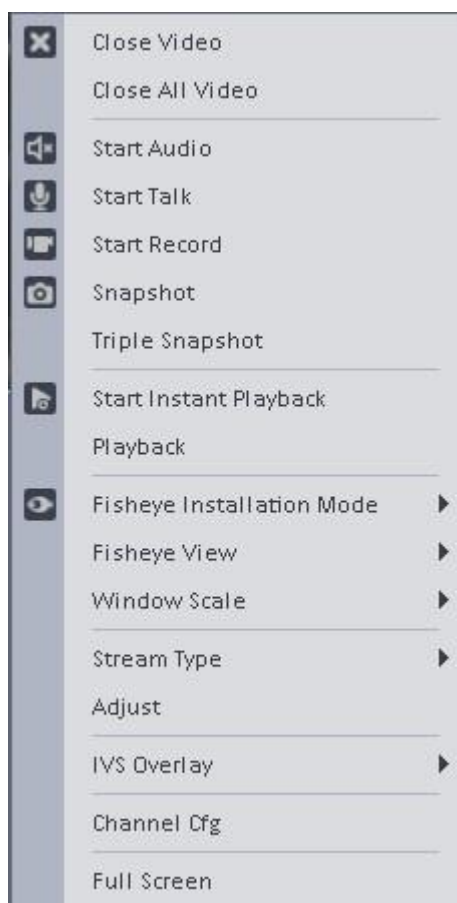 Close Video
Close All Video
Start Audio
Start Talk
Start Record
Snapshot
Triple Snapshot
Start Instant Playback
Playback
Fisheye Installation Mode
Fisheye View
Window Scale
Stream Type
Adjust
IVS Overlay
Channel Cfg
Full Screen